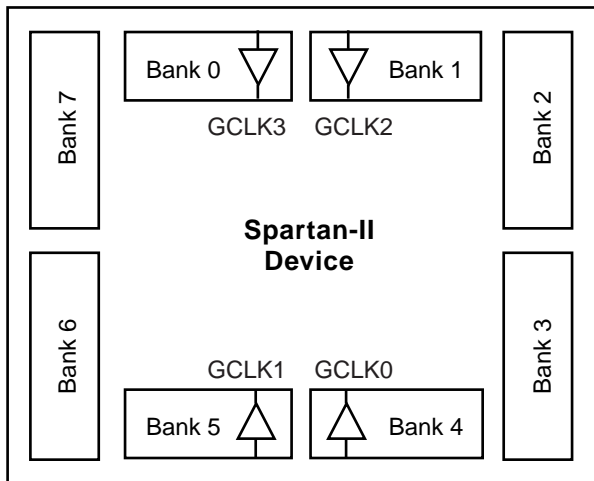 Bank 0
Bank 1
GCLK3
GCLK2
Bank 7
Bank 2
Spartan-II
Device
Bank 6
Bank 3
GCLK1
GCLK0
Bank 5
Bank 4